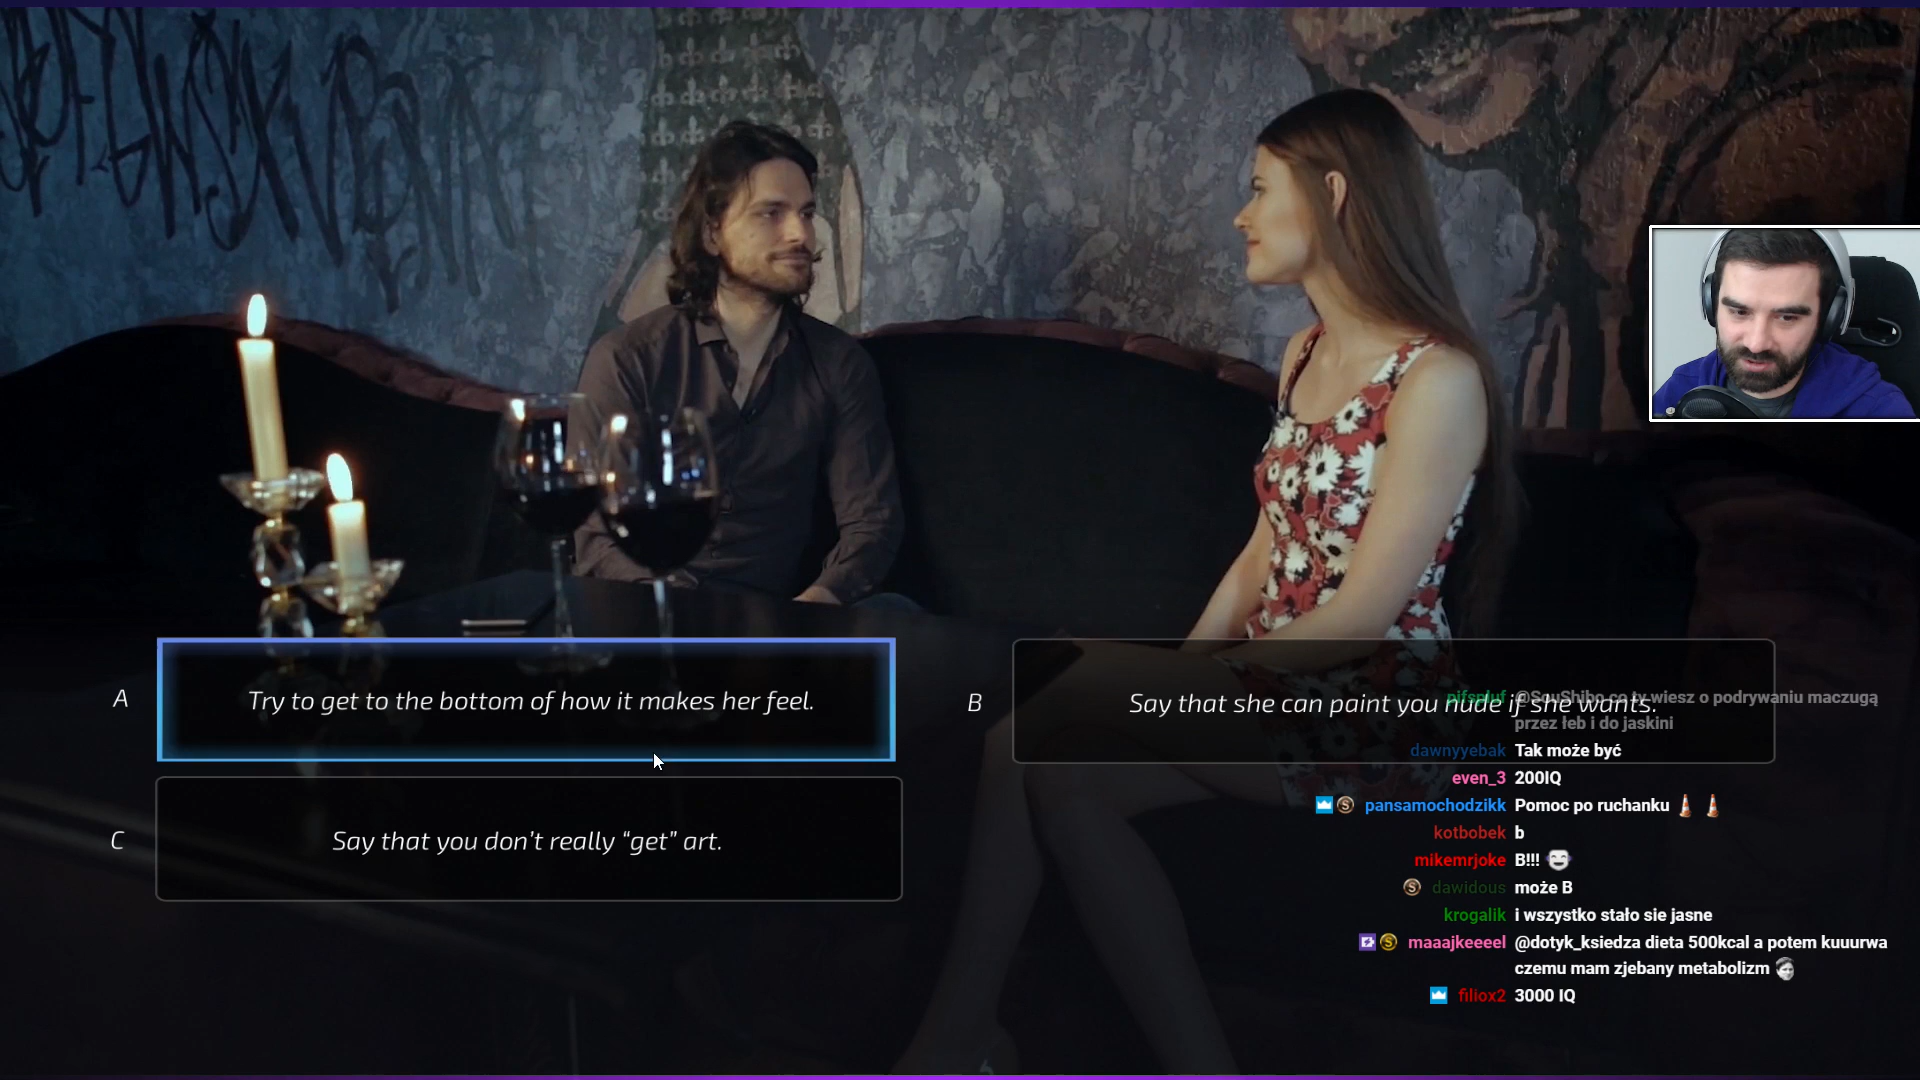 A
Try to get to the bottom of how it makes her feel.
B
Say that she can paint you nude if she wants.
C
Say that you don't really “get” art.
pifspluf @SouShibo co ty wiesz o podrywaniu maczugą
przez łeb i do jaskini
dawnyyebak Tak może być
even_3 200IQ
pansamochodzikk Pomoc po ruchanku
kotbobek b
mikemrjoke B!!!
dawidous może B
krogalik i wszystko stało sie jasne
maaajkeeeel @dotyk_ksiedza dieta 500kcal a potem kuuurwa
czemu mam zjebany metabolizm
filiox2 3000 IQ